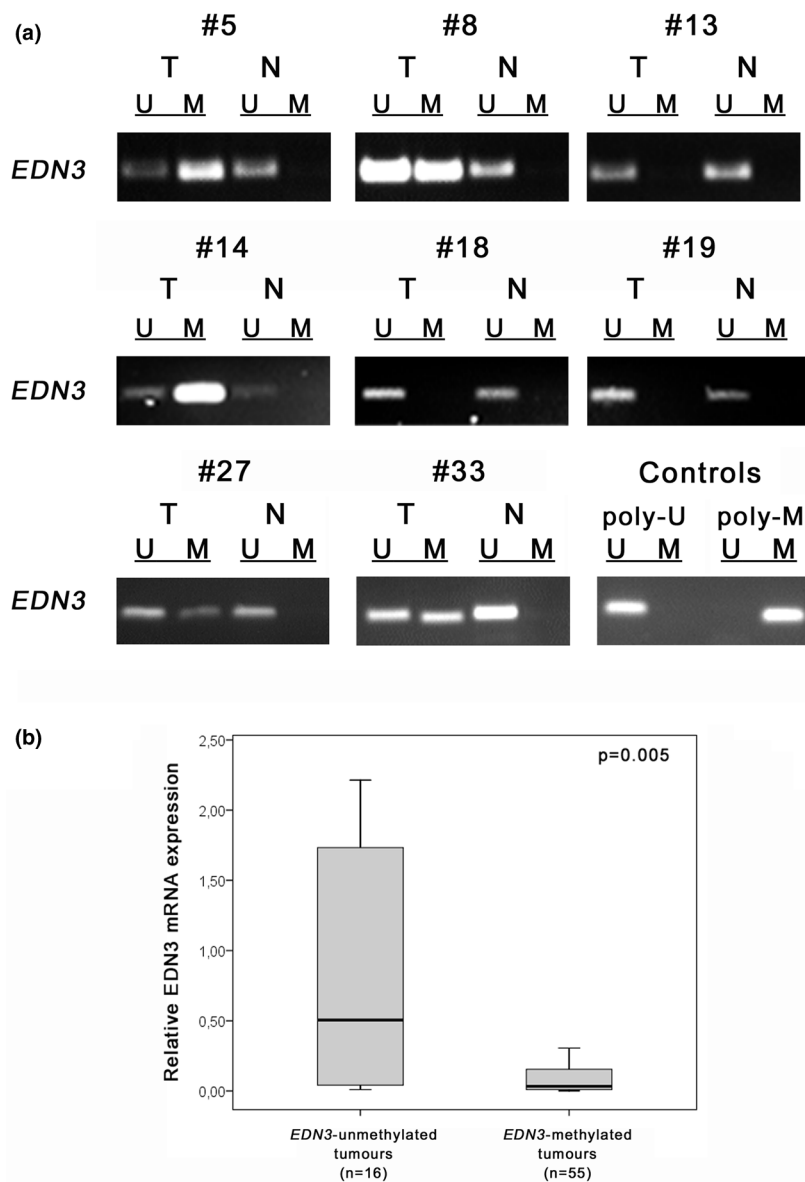 (a)
#5 #8 #13
T N T N T N
U M U M U M U M U M U M
EDN3
#14 #18 #19
T N T N T N
U M U M U M U M U M U M
EDN3
#27 #33 Controls
T N T N poly-U poly-M
U M U M U M U M U M U M
EDN3
(b)
Relative EDN3 mRNA expression
2,50
2,00
1,50
1,00
0,50
0,00
p=0.005
EDN3-unmethylated
tumours
(n=16)
EDN3-methylated
tumours
(n=55)